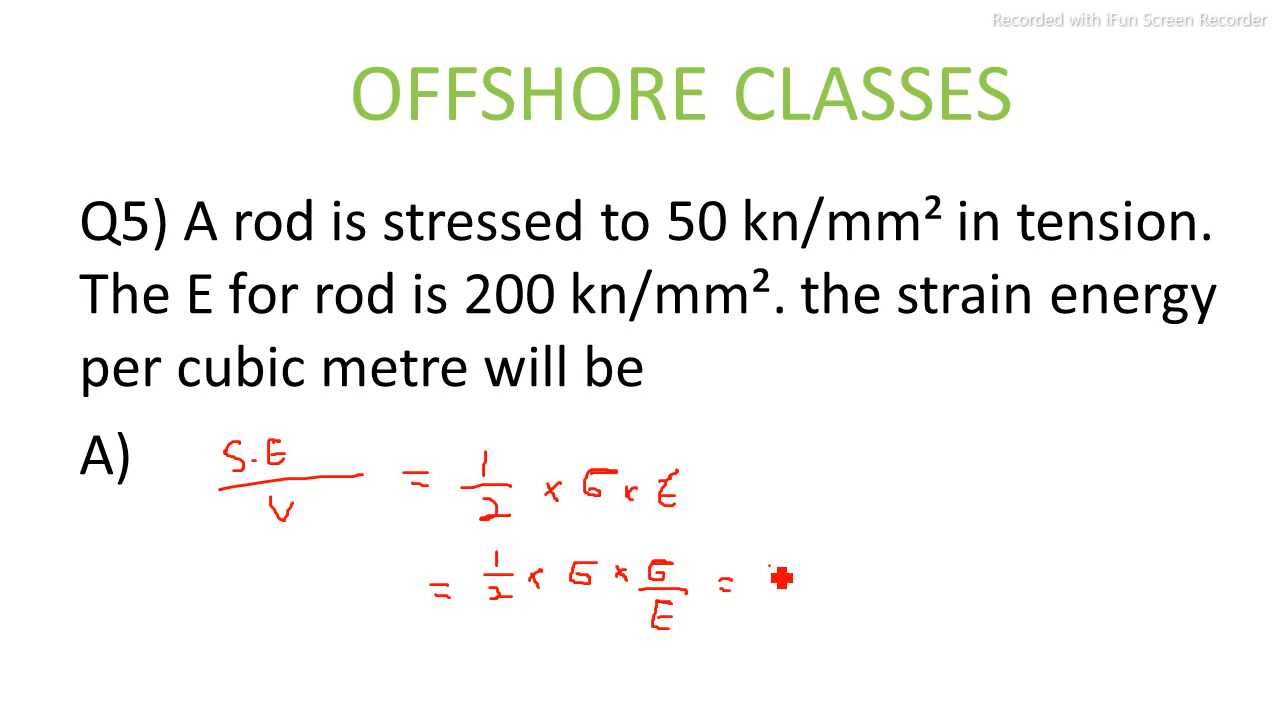 Recorded with iFun Screen Recorder
OFFSHORE CLASSES
Q5) A rod is stressed to 50 kn/mm² in tension.
The E for rod is 200 kn/mm². the strain energy
per cubic metre will be
A) S.E / V = 1/2 × σ × ε
= 1/2 × σ × σ/E =